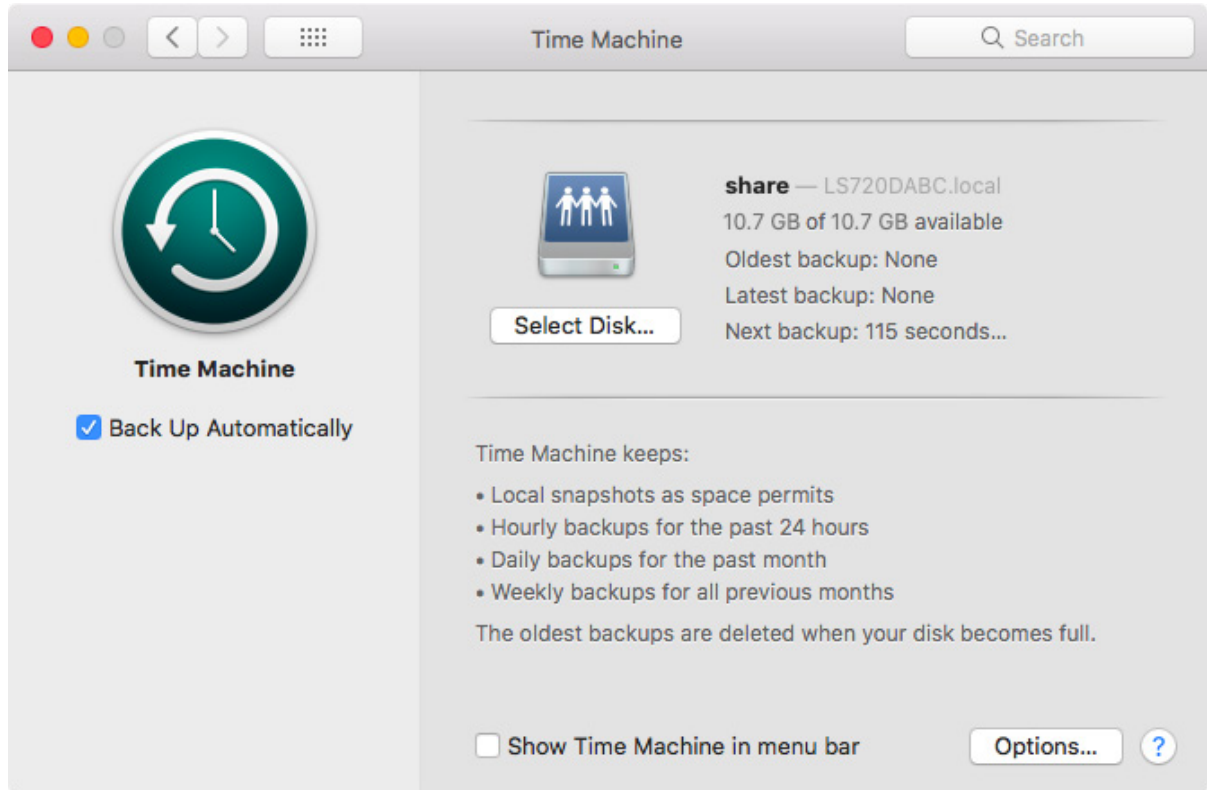 Time Machine
Search
share — LS720DABC.local
10.7 GB of 10.7 GB available
Oldest backup: None
Latest backup: None
Next backup: 115 seconds...
Select Disk...
Time Machine
Back Up Automatically
Time Machine keeps:
• Local snapshots as space permits
• Hourly backups for the past 24 hours
• Daily backups for the past month
• Weekly backups for all previous months
The oldest backups are deleted when your disk becomes full.
Show Time Machine in menu bar
Options...
?